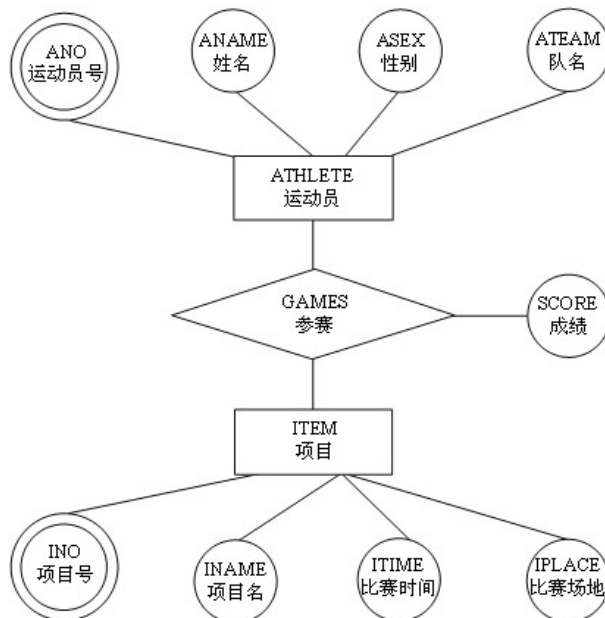 ANO
运动员号
ANAME
姓名
ASEX
性别
ATEAM
队名
ATHLETE
运动员
GAMES
参赛
SCORE
成绩
ITEM
项目
INO
项目号
INAME
项目名
ITIME
比赛时间
IPLACE
比赛场地